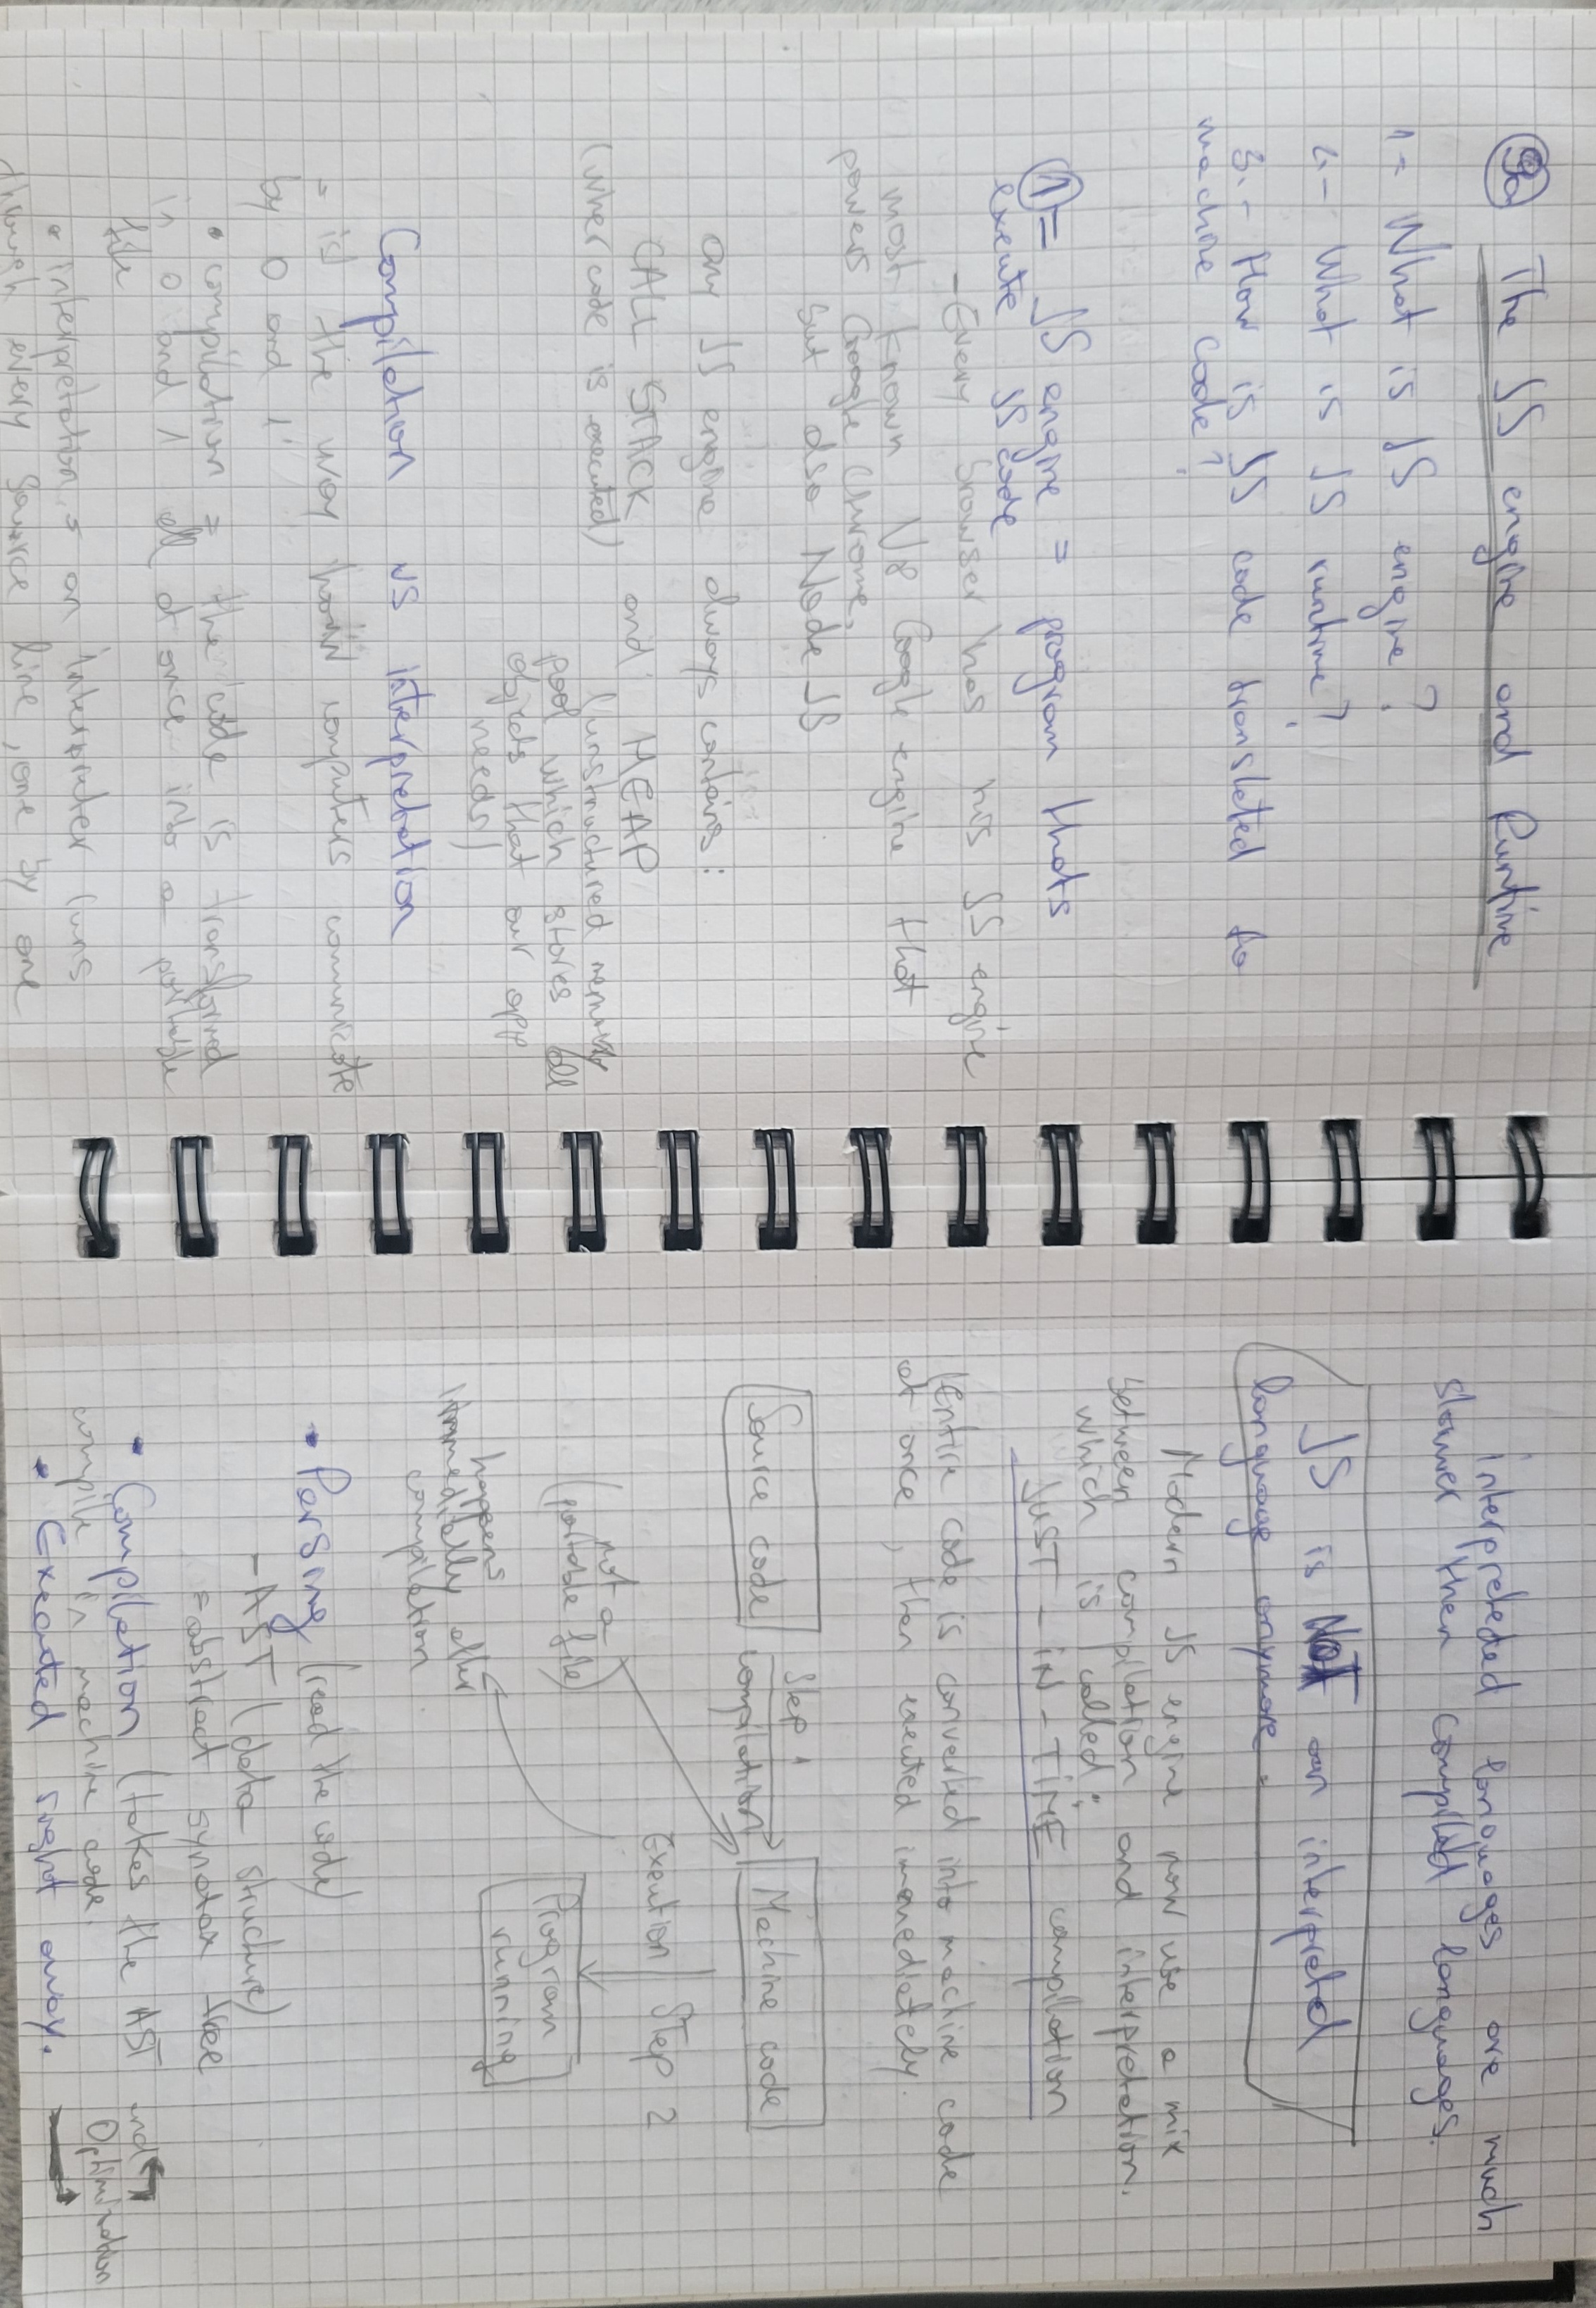 The JS engine and Runtime
1 = What is JS engine?
2.- What is JS runtime?
3.- How is JS code translated to
machine code?
1 = JS engine = program thats
execute JS code
- Every browser has his JS engine
most known V8 Google engine that
powers Google Chrome,
but also Node-JS
any JS engine always contains:
CALL STACK and HEAP
(wher code is executed)
(unstructured memory
pool which stores all
objects that our app
needs)
Compilation vs Interpretation
= is the way how computers communicate
by 0 and 1
• compilation = the code is transformed
in 0 and 1 all at once into a portable
file
• interpretation = an interpreter runs
through every source line, one by one
interpreted languages are much
slower then compiled languages.
JS is NOT an interpreted
language anymore.
Modern JS engine now use a mix
between compilation and interpretation.
which is called:
JUST-IN-TIME compilation
(Entire code is converted into machine code
at once, then executed immediately.
Source code
Step 1
compilation
Machine code
(not a
portable file)
Execution Step 2
Program
running
happens
immediatelly after
compilation
• Parsing (read the code)
- AST (data structure)
= abstract syntax tree
• Compilation (takes the AST and
compile in machine code.
• Executed right away.
Optimization